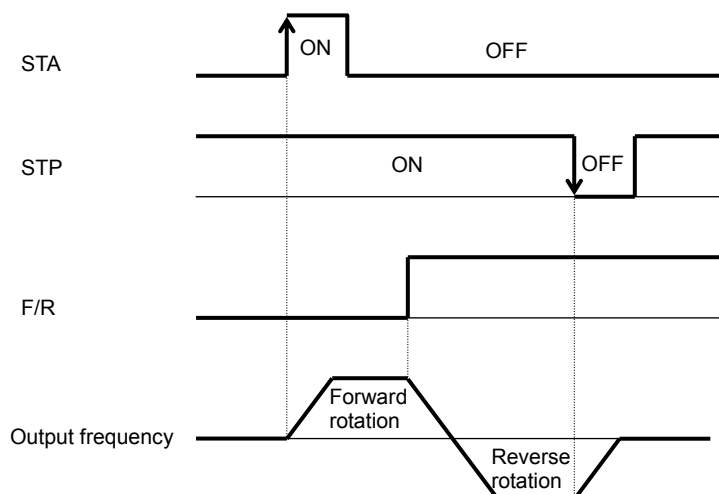 STA
ON
OFF
STP
ON
OFF
F/R
Output frequency
Forward
rotation
Reverse
rotation